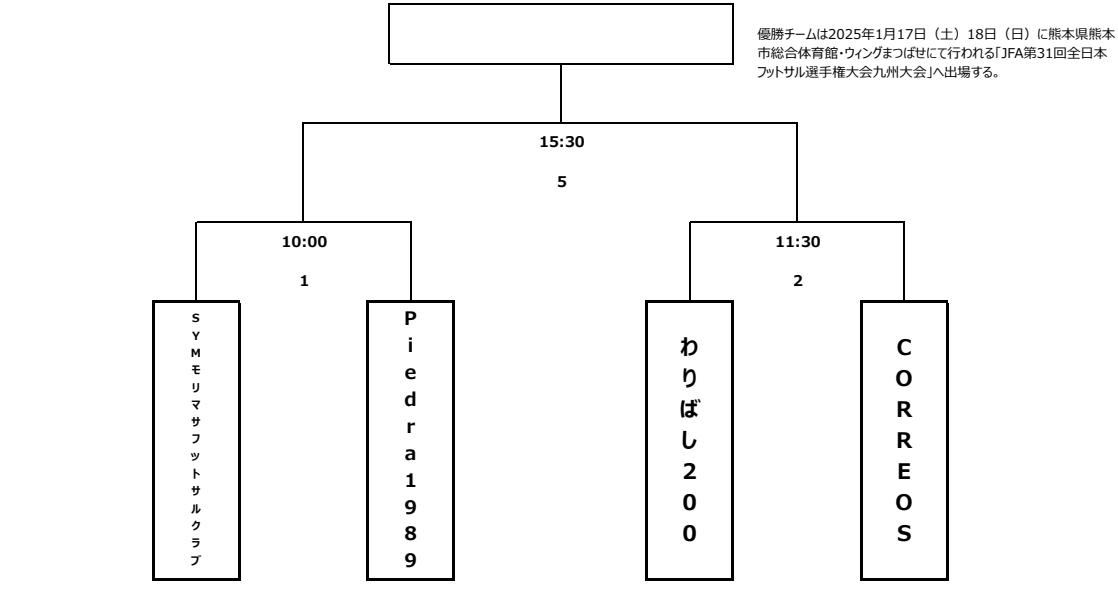 優勝チームは2025年1月17日（土）18日（日）に熊本県熊本
市総合体育館・ウィングまつばせにて行われる「JFA第31回全日本
フットサル選手権大会九州大会」へ出場する。
15:30
5
10:00
11:30
1
2
SYMモリマサフットサルクラブ
Piedra1989
わりばし200
CORREOS